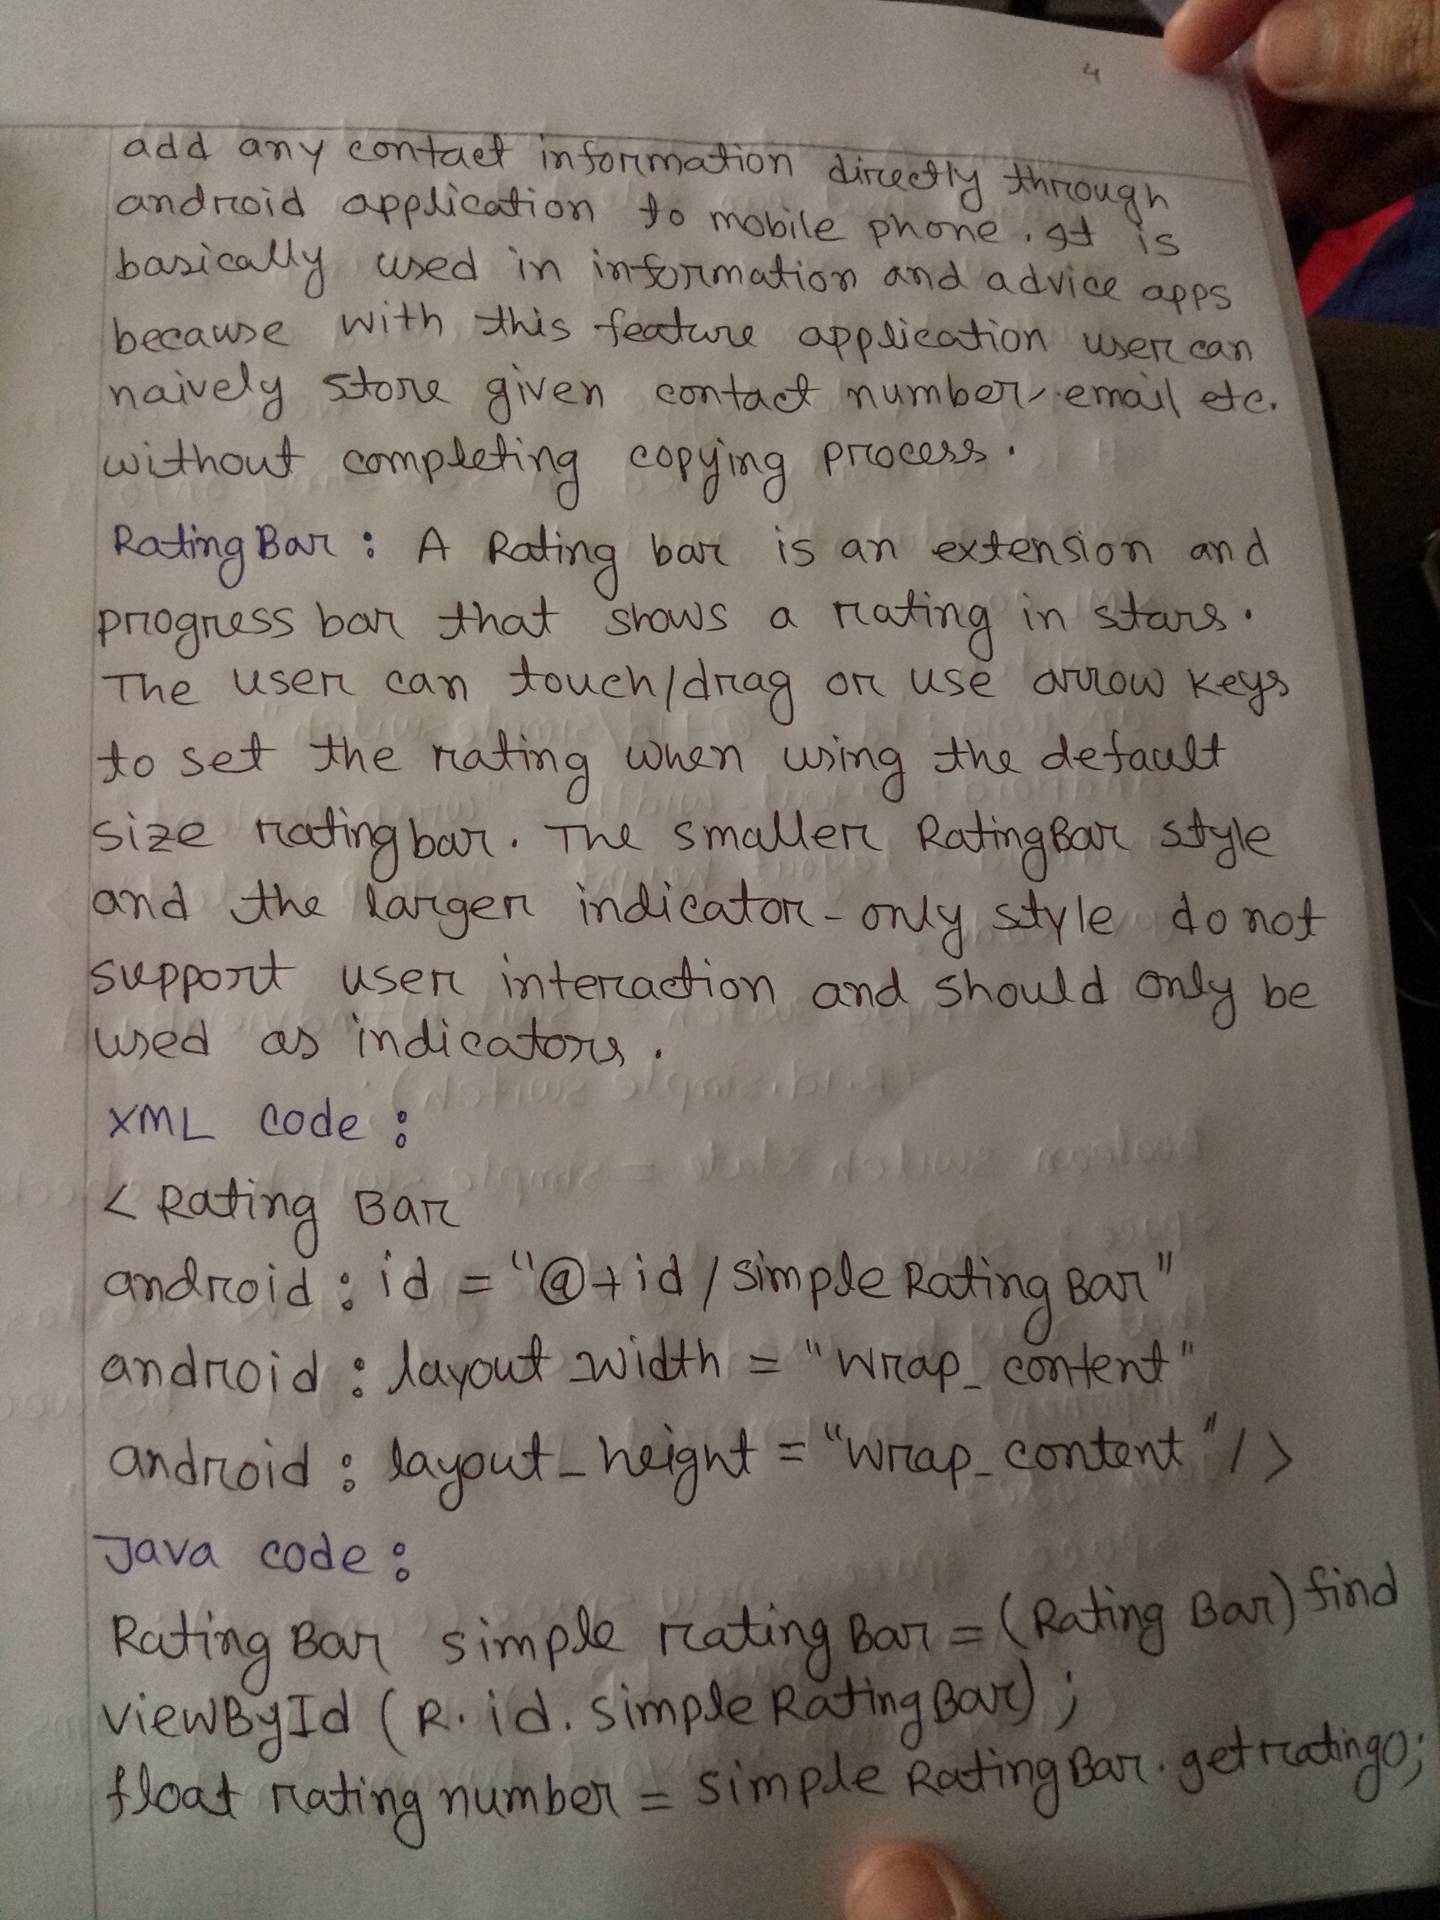 4
add any contact information directly through
android application to mobile phone. It is
basically used in information and advice apps
because with this feature application user can
naively store given contact number, email etc.
without completing copying process.
Rating Bar : A Rating bar is an extension and
progress bar that shows a rating in stars.
The user can touch/drag or use arrow keys
to set the rating when using the default
size rating bar. The smaller RatingBar style
and the larger indicator-only style do not
support user interaction and should only be
used as indicators.
XML code :
< Rating Bar
android : id = "@+id / simple Rating Bar"
android : layout_width = "wrap_content"
android : layout_height = "wrap_content" / >
Java code :
Rating Bar simple rating Bar = (Rating Bar) find
viewById (R. id. simple Rating Bar) ;
float rating number = simple Rating Bar. getrating();